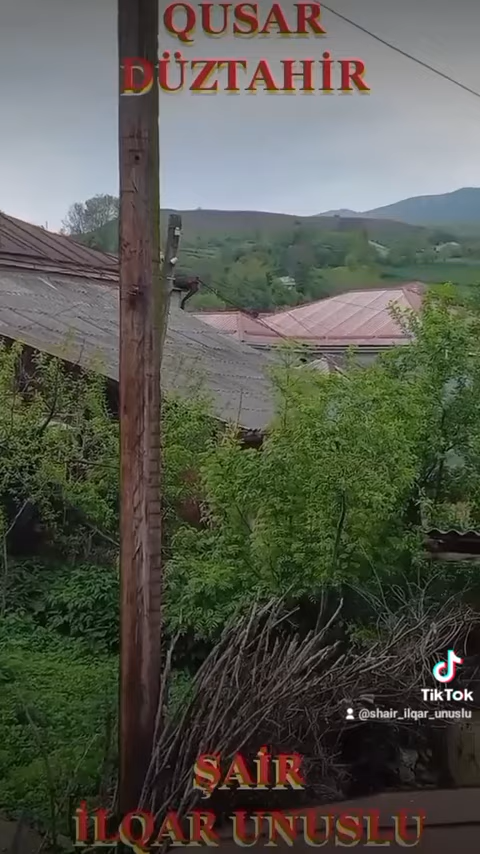 QUSAR
DÜZTAHİR
TikTok
@shair_ilqar_unuslu
ŞAİR
İLQAR UNUSLU